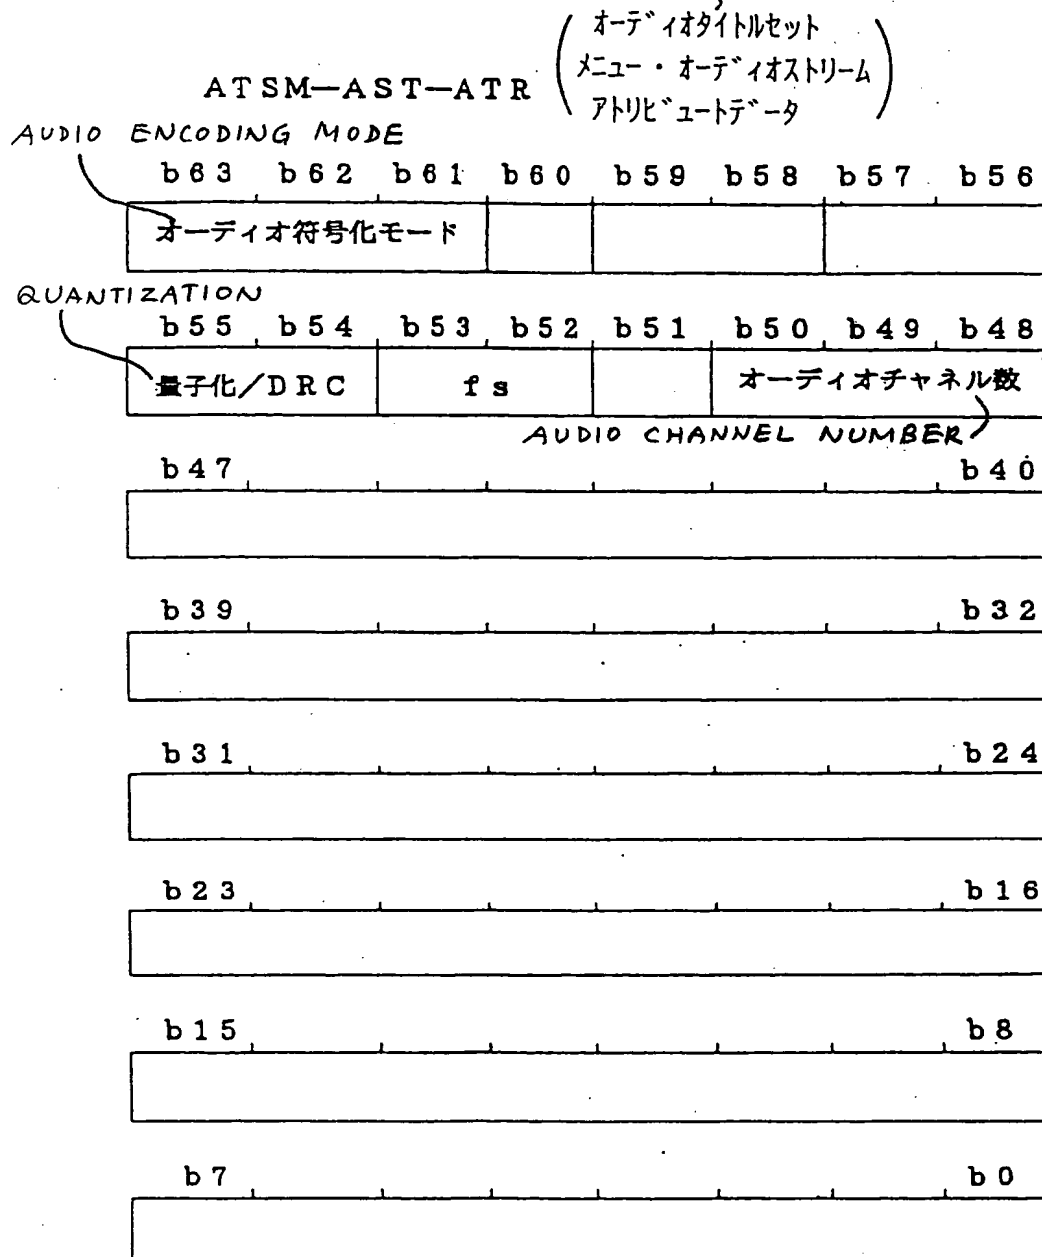 オーディオタイトルセット
ATSM—AST—ATR メニュー・オーディオストリーム
アトリビュートデータ
AUDIO ENCODING MODE
b63 b62 b61 b60 b59 b58 b57 b56
オーディオ符号化モード
QUANTIZATION
b55 b54 b53 b52 b51 b50 b49 b48
量子化/DRC fs オーディオチャネル数
AUDIO CHANNEL NUMBER
b47 b40
b39 b32
b31 b24
b23 b16
b15 b8
b7 b0